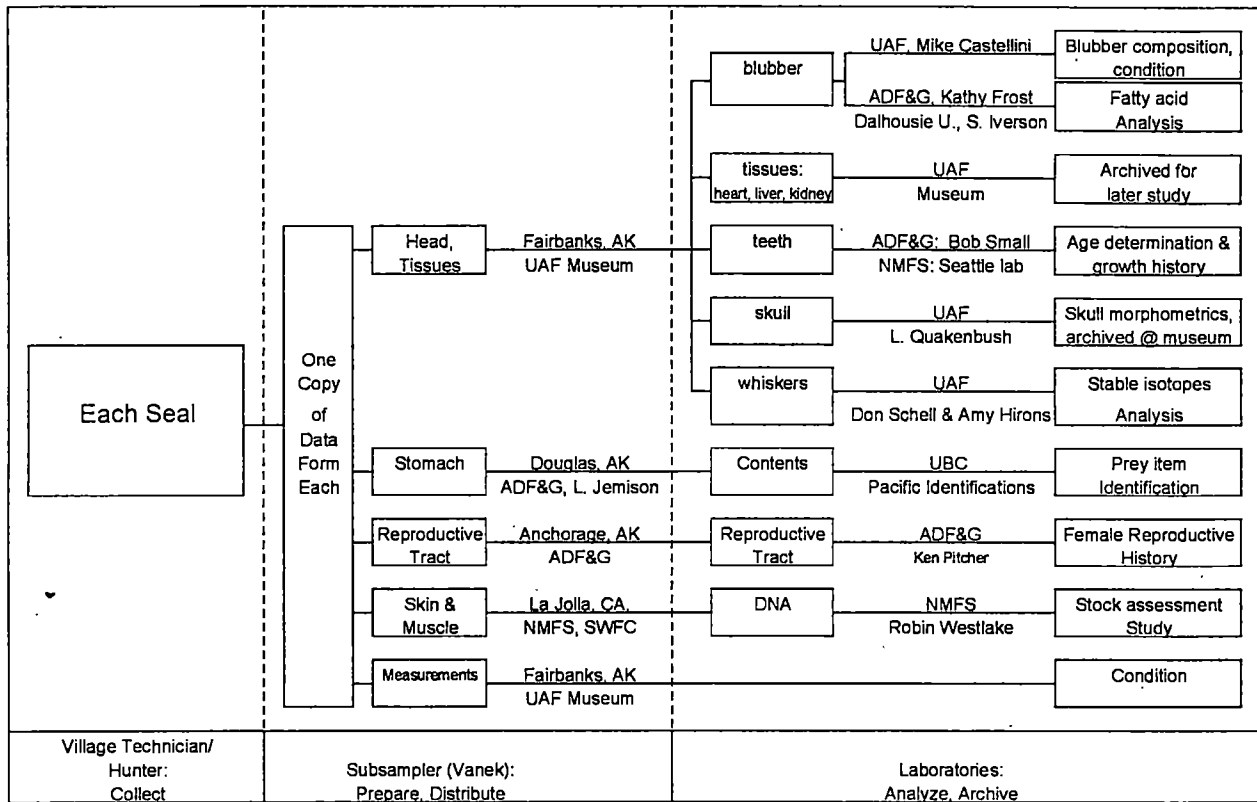 Each Seal
One
Copy
of
Data
Form
Each
Head,
Tissues
Fairbanks, AK
UAF Museum
blubber
UAF, Mike Castellini
Blubber composition,
condition
ADF&G, Kathy Frost
Dalhousie U., S. Iverson
Fatty acid
Analysis
tissues:
heart, liver, kidney
UAF
Museum
Archived for
later study
teeth
ADF&G: Bob Small
NMFS: Seattle lab
Age determination &
growth history
skull
UAF
L. Quakenbush
Skull morphometrics,
archived @ museum
whiskers
UAF
Don Schell & Amy Hirons
Stable isotopes
Analysis
Stomach
Douglas, AK
ADF&G, L. Jemison
Contents
UBC
Pacific Identifications
Prey item
Identification
Reproductive
Tract
Anchorage, AK
ADF&G
Reproductive
Tract
ADF&G
Ken Pitcher
Female Reproductive
History
Skin &
Muscle
La Jolla, CA,
NMFS, SWFC
DNA
NMFS
Robin Westlake
Stock assessment
Study
Measurements
Fairbanks, AK
UAF Museum
Condition
Village Technician/
Hunter:
Collect
Subsampler (Vanek):
Prepare, Distribute
Laboratories:
Analyze, Archive